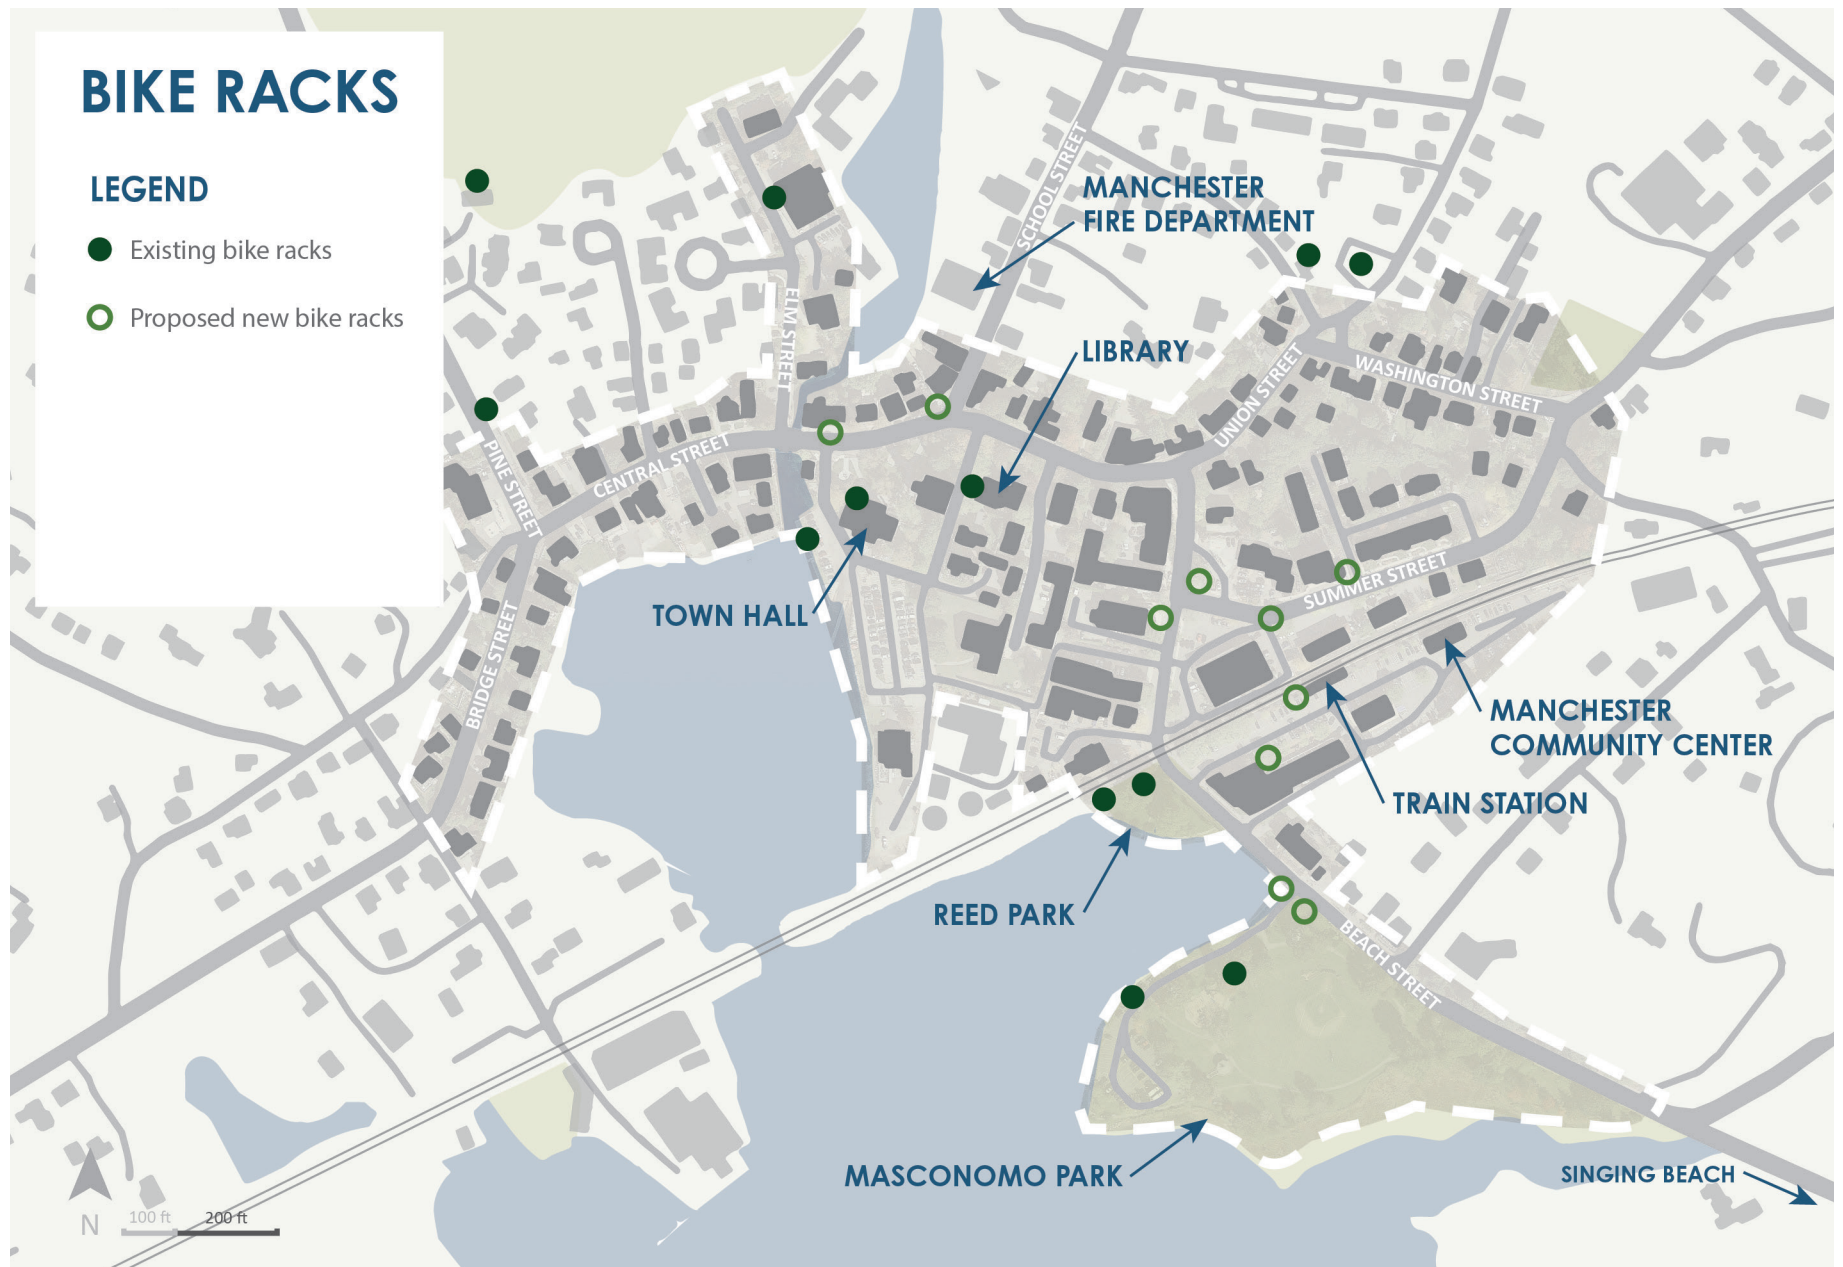 BIKE RACKS
LEGEND
Existing bike racks
Proposed new bike racks
MANCHESTER
FIRE DEPARTMENT
SCHOOL STREET
LIBRARY
ELM STREET
UNION STREET
WASHINGTON STREET
CENTRAL STREET
PINE STREET
SUMMER STREET
TOWN HALL
BRIDGE STREET
MANCHESTER
COMMUNITY CENTER
TRAIN STATION
REED PARK
BEACH STREET
MASCONOMO PARK
SINGING BEACH
N
100 ft
200 ft